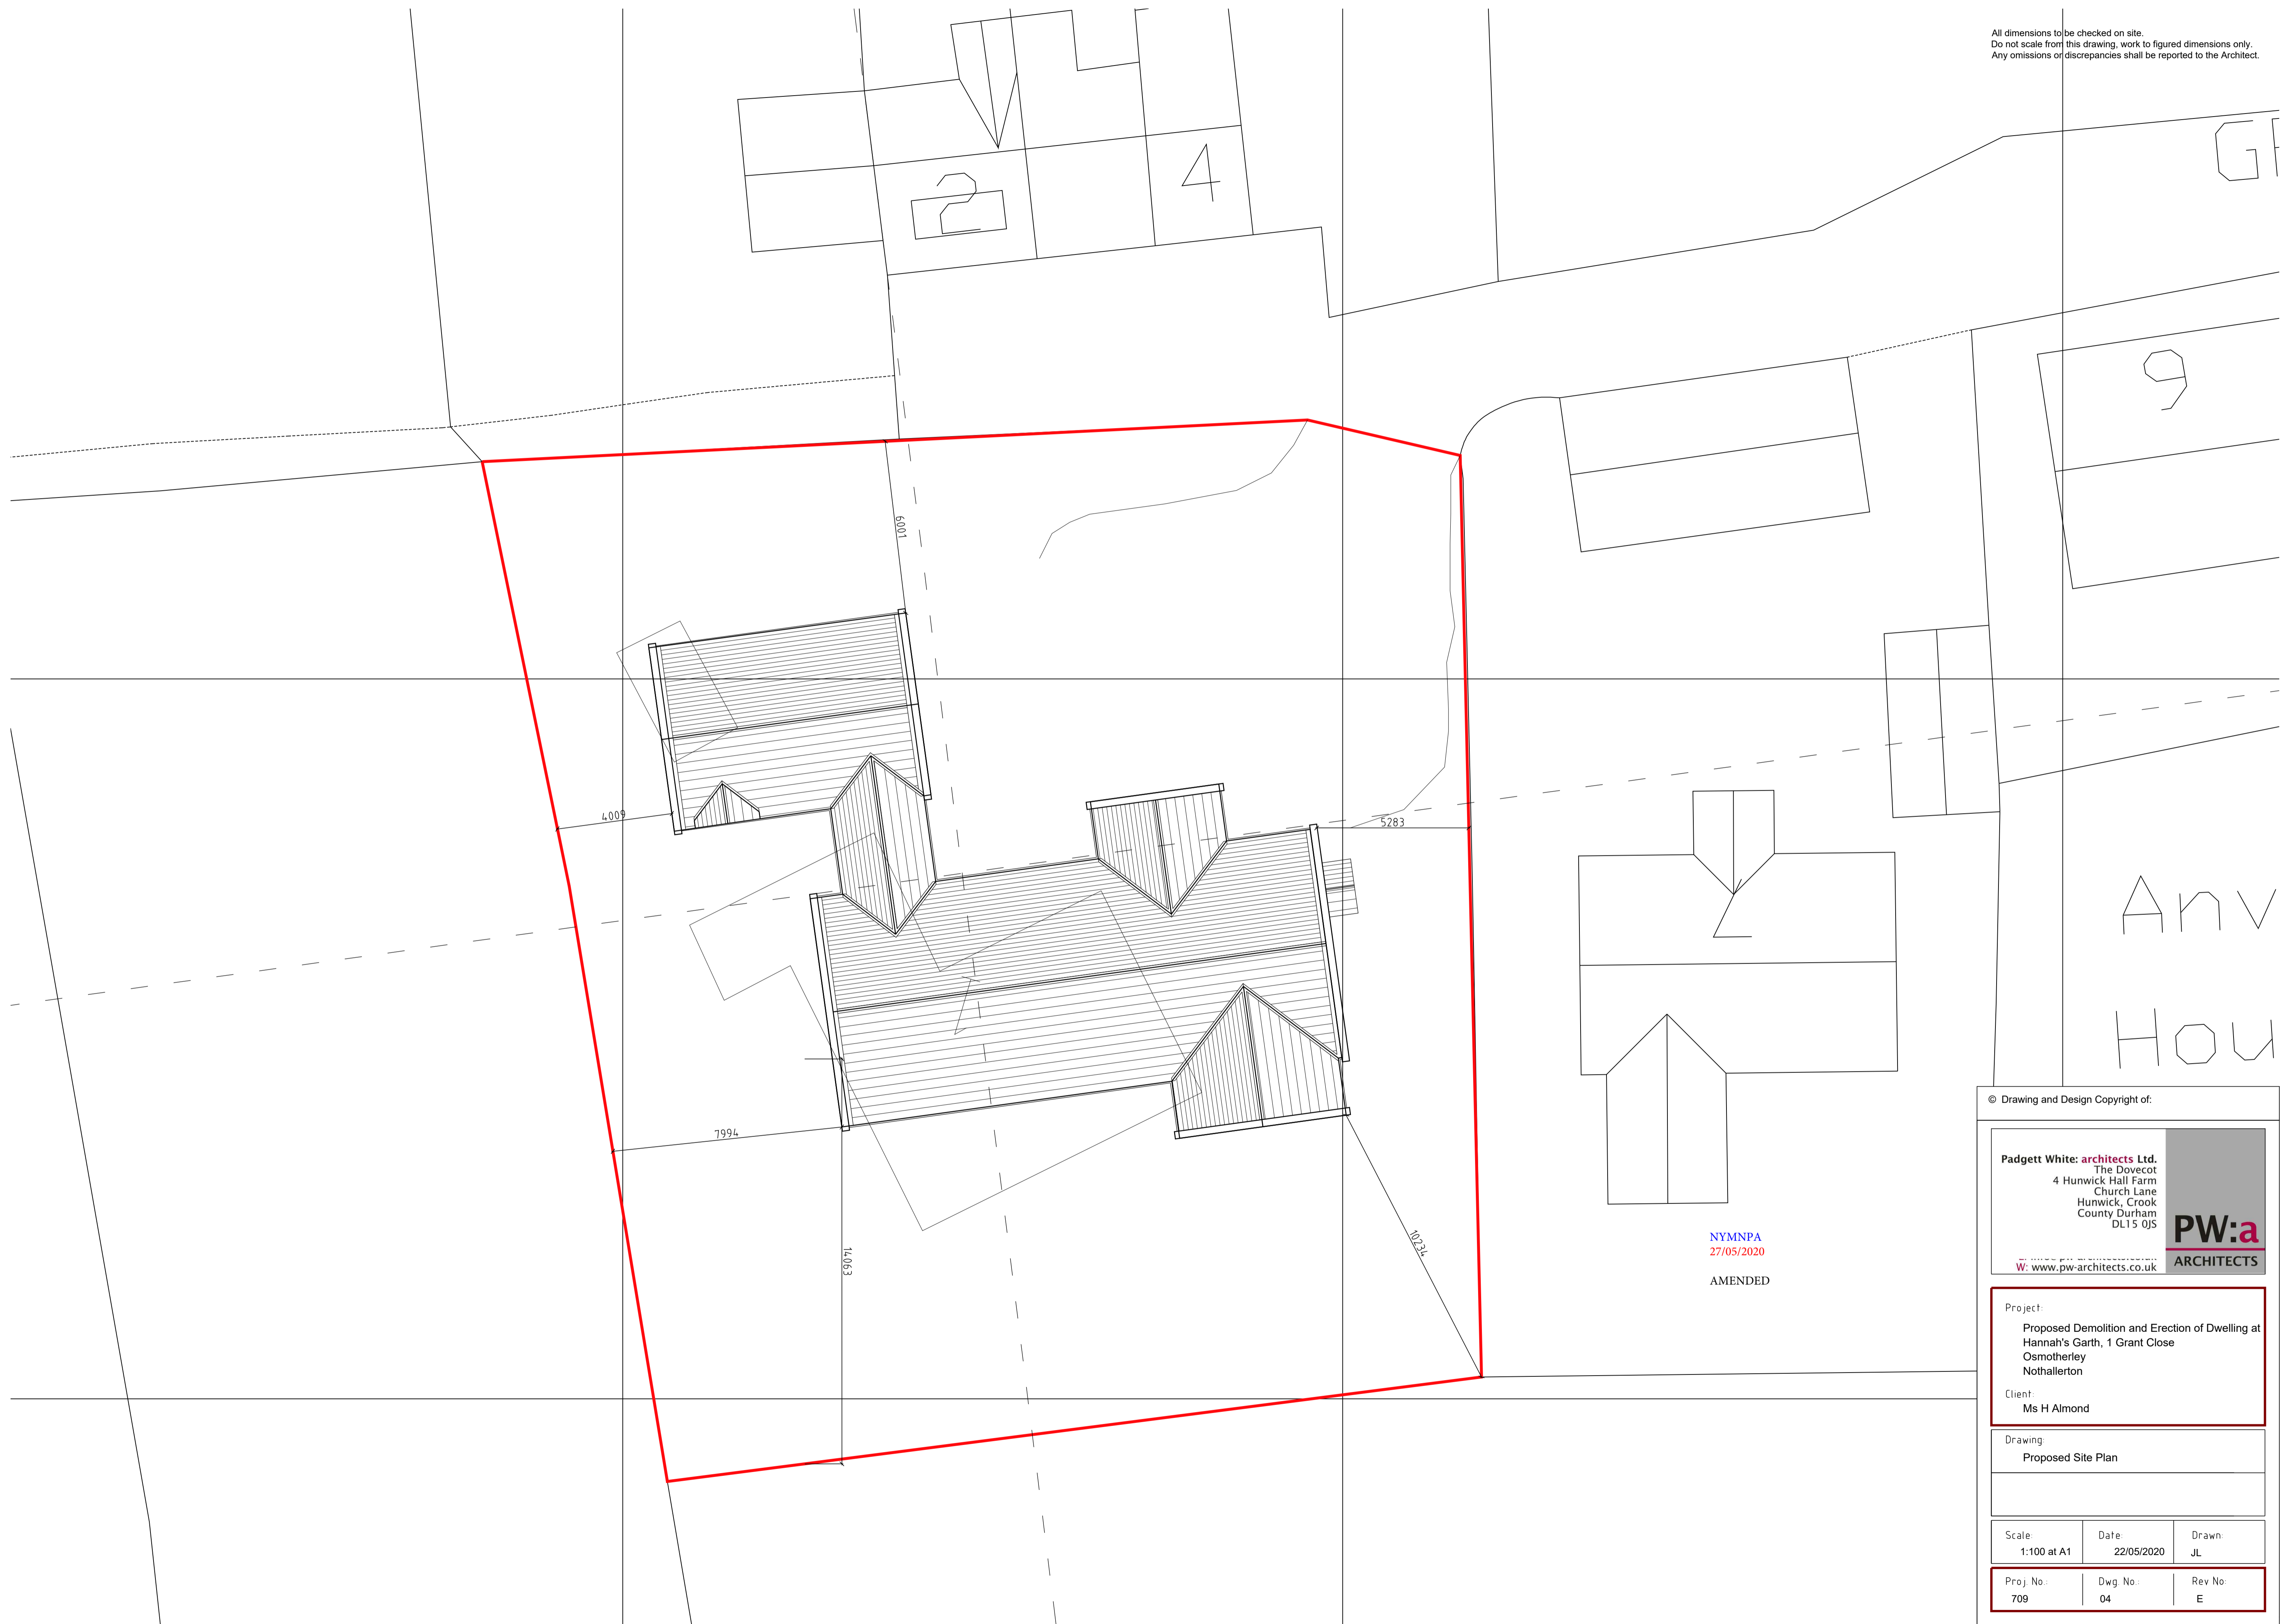 All dimensions to be checked on site.
Do not scale from this drawing, work to figured dimensions only.
Any omissions or discrepancies shall be reported to the Architect.
2
4
9
6001
4009
5283
7994
14063
10234
1
2
Anv
Hou
NYMNPA
27/05/2020
AMENDED
© Drawing and Design Copyright of:
Padgett White: architects Ltd.
The Dovecot
4 Hunwick Hall Farm
Church Lane
Hunwick, Crook
County Durham
DL15 0JS
W: www.pw-architects.co.uk
PW:a
ARCHITECTS
Project:
Proposed Demolition and Erection of Dwelling at
Hannah's Garth, 1 Grant Close
Osmotherley
Nothallerton
Client:
Ms H Almond
Drawing:
Proposed Site Plan
Scale: Date: Drawn:
1:100 at A1 22/05/2020 JL
Proj. No.: Dwg. No.: Rev No:
709 04 E